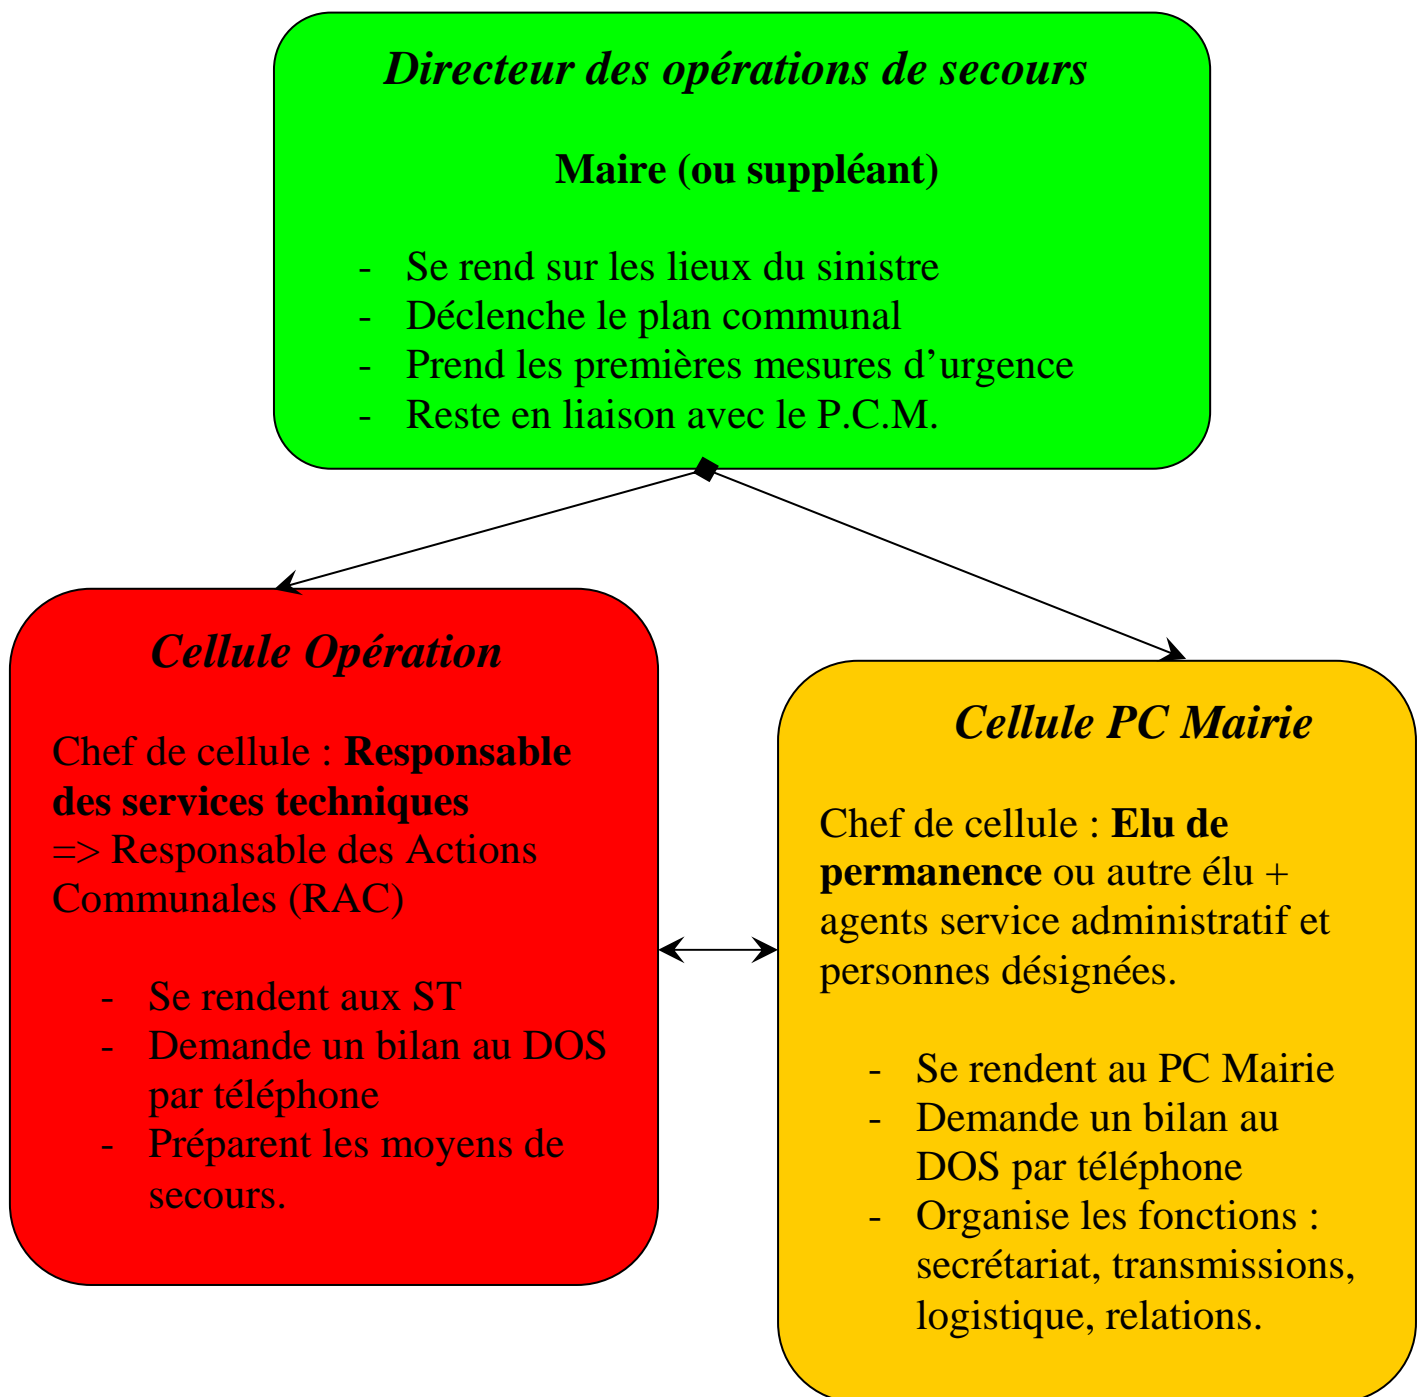 Directeur des opérations de secours
Maire (ou suppléant)
- Se rend sur les lieux du sinistre
- Déclenche le plan communal
- Prend les premières mesures d’urgence
- Reste en liaison avec le P.C.M.
Cellule Opération
Chef de cellule : Responsable
des services techniques
=> Responsable des Actions
Communales (RAC)
- Se rendent aux ST
- Demande un bilan au DOS
par téléphone
- Préparent les moyens de
secours.
Cellule PC Mairie
Chef de cellule : Elu de
permanence ou autre élu +
agents service administratif et
personnes désignées.
- Se rendent au PC Mairie
- Demande un bilan au
DOS par téléphone
- Organise les fonctions :
secrétariat, transmissions,
logistique, relations.